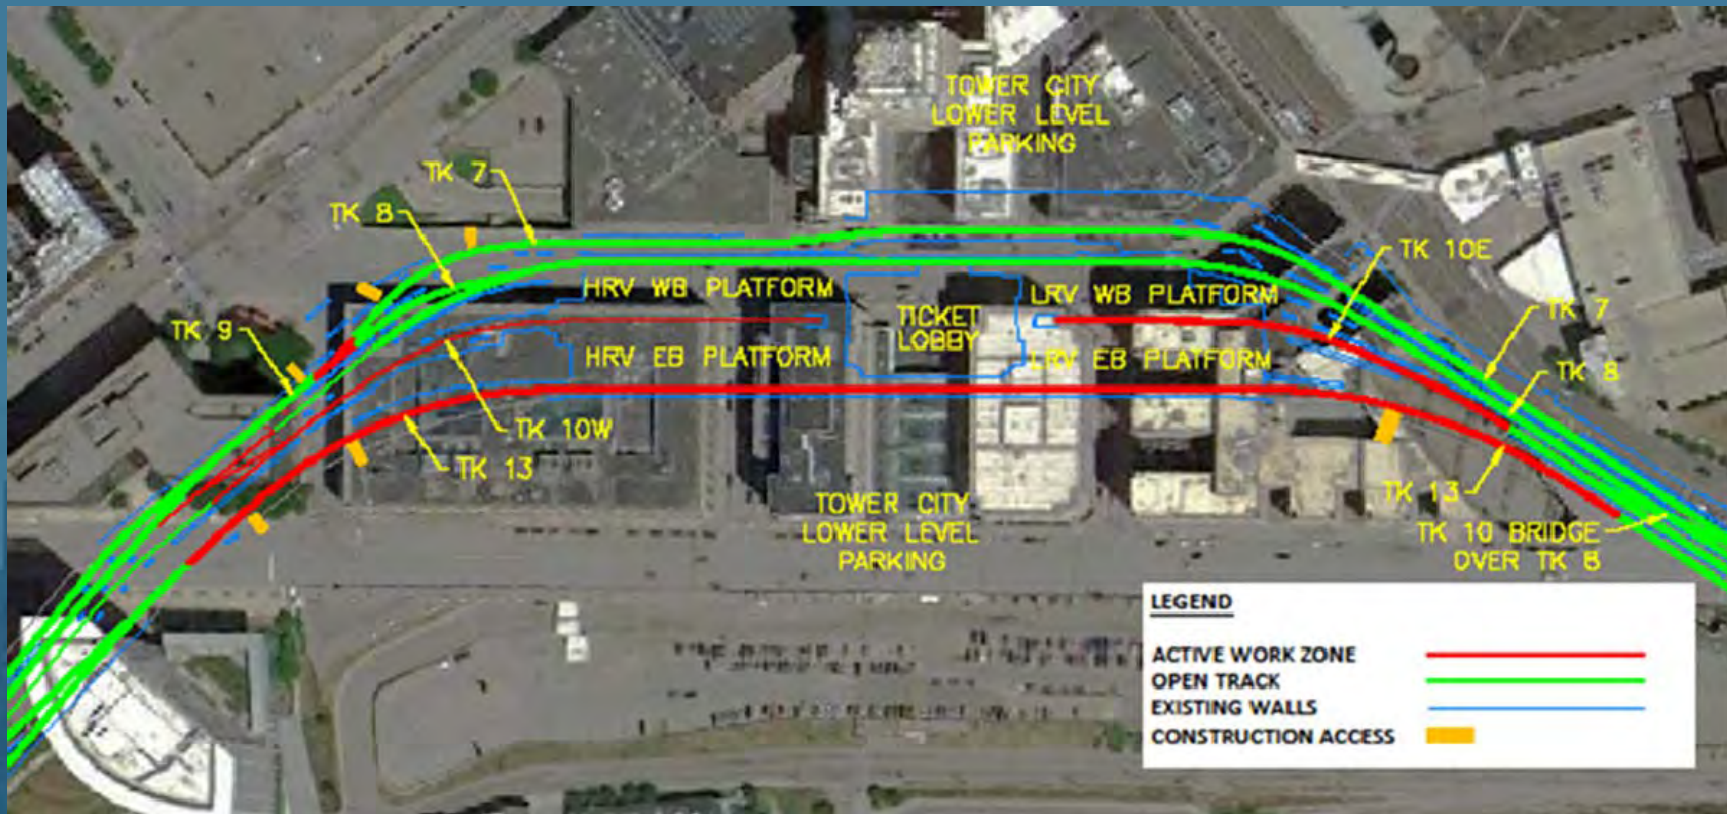 TOWER CITY
LOWER LEVEL
PARKING
TK 7
TK 8
TK 10E
HRV WB PLATFORM
LRV WB PLATFORM
TK 7
TK 9
TICKET
LOBBY
HRV EB PLATFORM
LRV EB PLATFORM
TK 8
TK 10W
TK 13
TK 13
TOWER CITY
LOWER LEVEL
PARKING
TK 10 BRIDGE
OVER TK 8
LEGEND
ACTIVE WORK ZONE
OPEN TRACK
EXISTING WALLS
CONSTRUCTION ACCESS